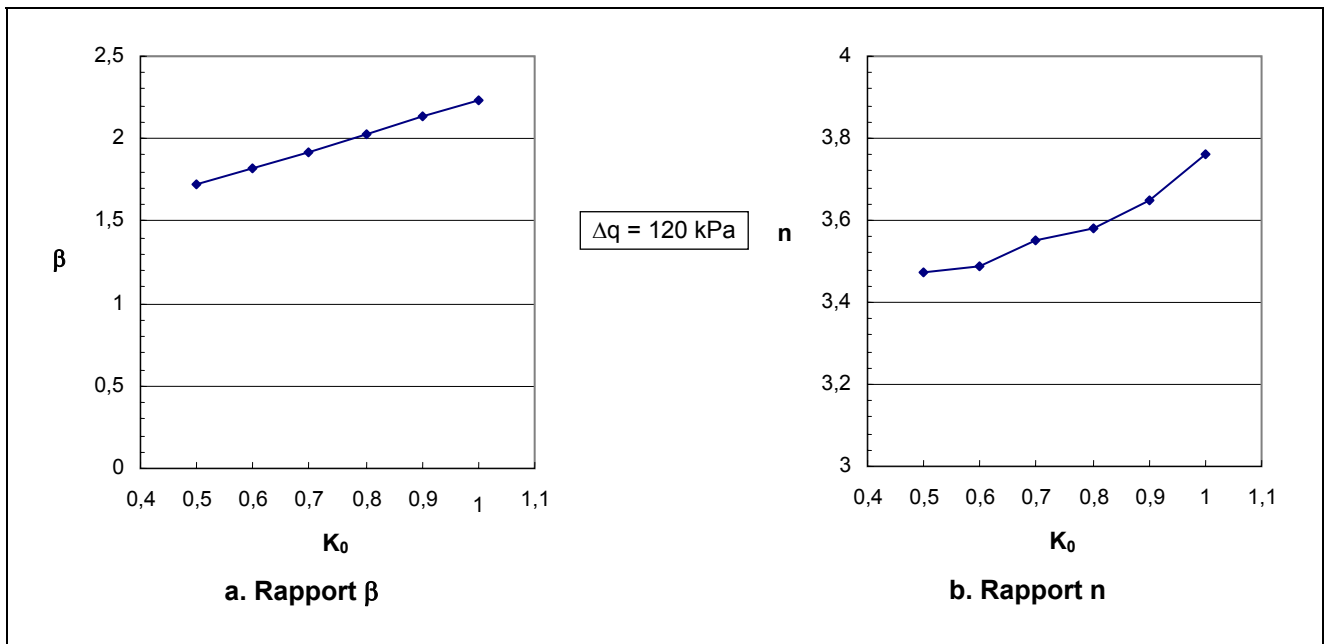 2,5
2
1,5
1
0,5
0
β
0,4 0,5 0,6 0,7 0,8 0,9 1 1,1
K₀
a. Rapport β
Δq = 120 kPa
4
3,8
3,6
3,4
3,2
3
n
0,4 0,5 0,6 0,7 0,8 0,9 1 1,1
K₀
b. Rapport n